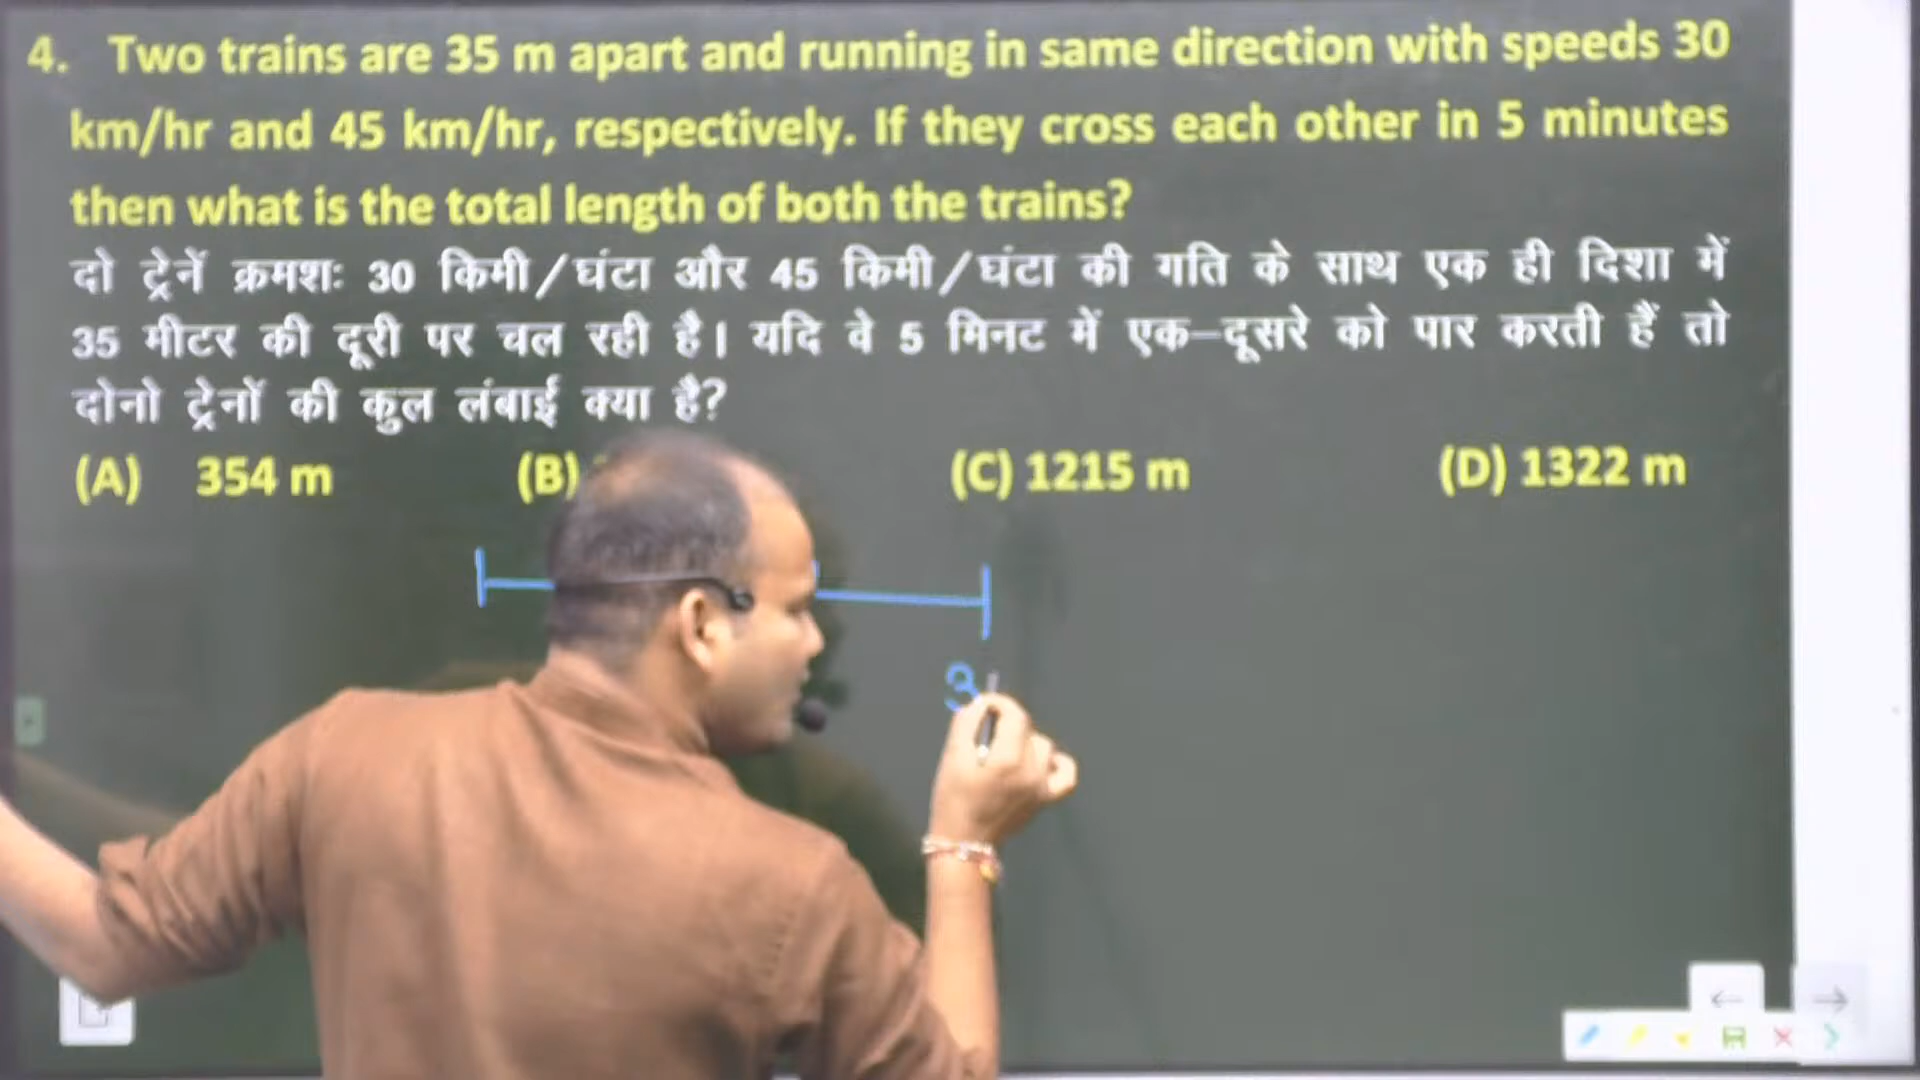 4. Two trains are 35 m apart and running in same direction with speeds 30
km/hr and 45 km/hr, respectively. If they cross each other in 5 minutes
then what is the total length of both the trains?
दो ट्रेनें क्रमशः 30 किमी/घंटा और 45 किमी/घंटा की गति के साथ एक ही दिशा में
35 मीटर की दूरी पर चल रही है। यदि वे 5 मिनट में एक–दूसरे को पार करती हैं तो
दोनो ट्रेनों की कुल लंबाई क्या है?
(A) 354 m (B) (C) 1215 m (D) 1322 m
3